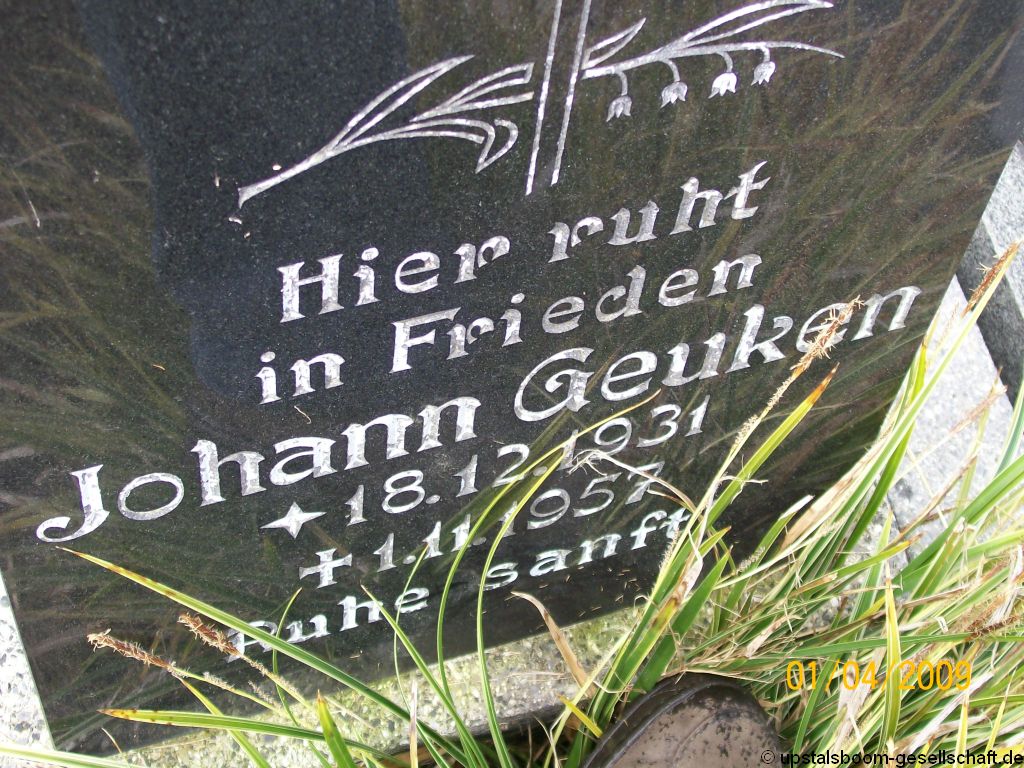 Hier ruht
in Frieden
Johann Geuken
18.12.1931
1.11.1957
Ruhe sanft
01/04/2009
© upstalsboom-gesellschaft.de